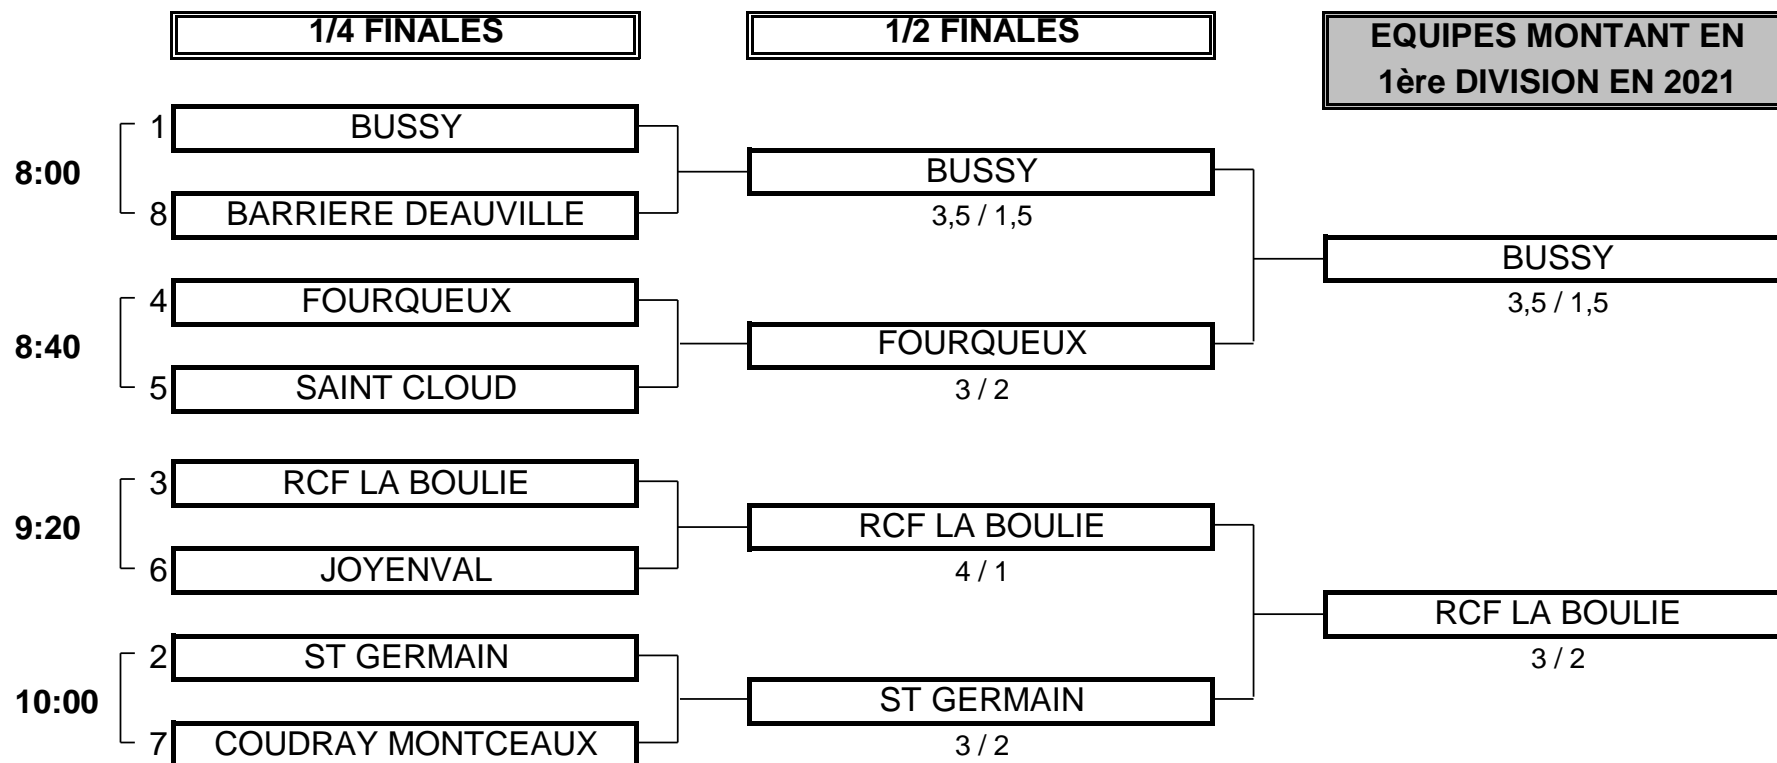 1/4 FINALES
1/2 FINALES
EQUIPES MONTANT EN
1ère DIVISION EN 2021
8:00
1 BUSSY
8 BARRIERE DEAUVILLE
BUSSY
3,5 / 1,5
8:40
4 FOURQUEUX
5 SAINT CLOUD
FOURQUEUX
3 / 2
BUSSY
3,5 / 1,5
9:20
3 RCF LA BOULIE
6 JOYENVAL
RCF LA BOULIE
4 / 1
10:00
2 ST GERMAIN
7 COUDRAY MONTCEAUX
ST GERMAIN
3 / 2
RCF LA BOULIE
3 / 2